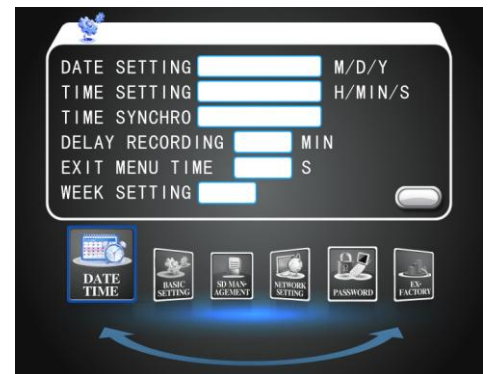 DATE SETTING M/D/Y
TIME SETTING H/MIN/S
TIME SYNCHRO
DELAY RECORDING MIN
EXIT MENU TIME S
WEEK SETTING
DATE
TIME
BASIC
SETTING
SD MAN-
AGEMENT
NETWORK
SETTING
PASSWORD
EX-
FACTORY